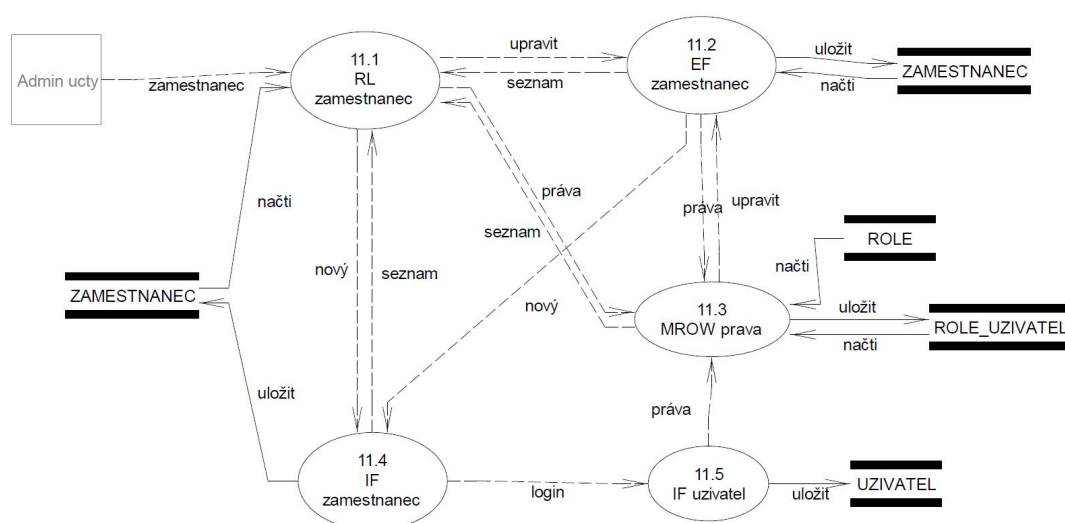 11.1
RL
zamestnanec
11.2
EF
zamestnanec
upravit
seznam
uložit
načti
ZAMESTNANEC
Admin ucty
zamestnanec
načti
práva
seznam
práva
upravit
ROLE
načti
nový
seznam
nový
ZAMESTNANEC
11.3
MROW prava
uložit
načti
ROLE_UZIVATEL
uložit
práva
11.4
IF
zamestnanec
login
11.5
IF uzivatel
uložit
UZIVATEL